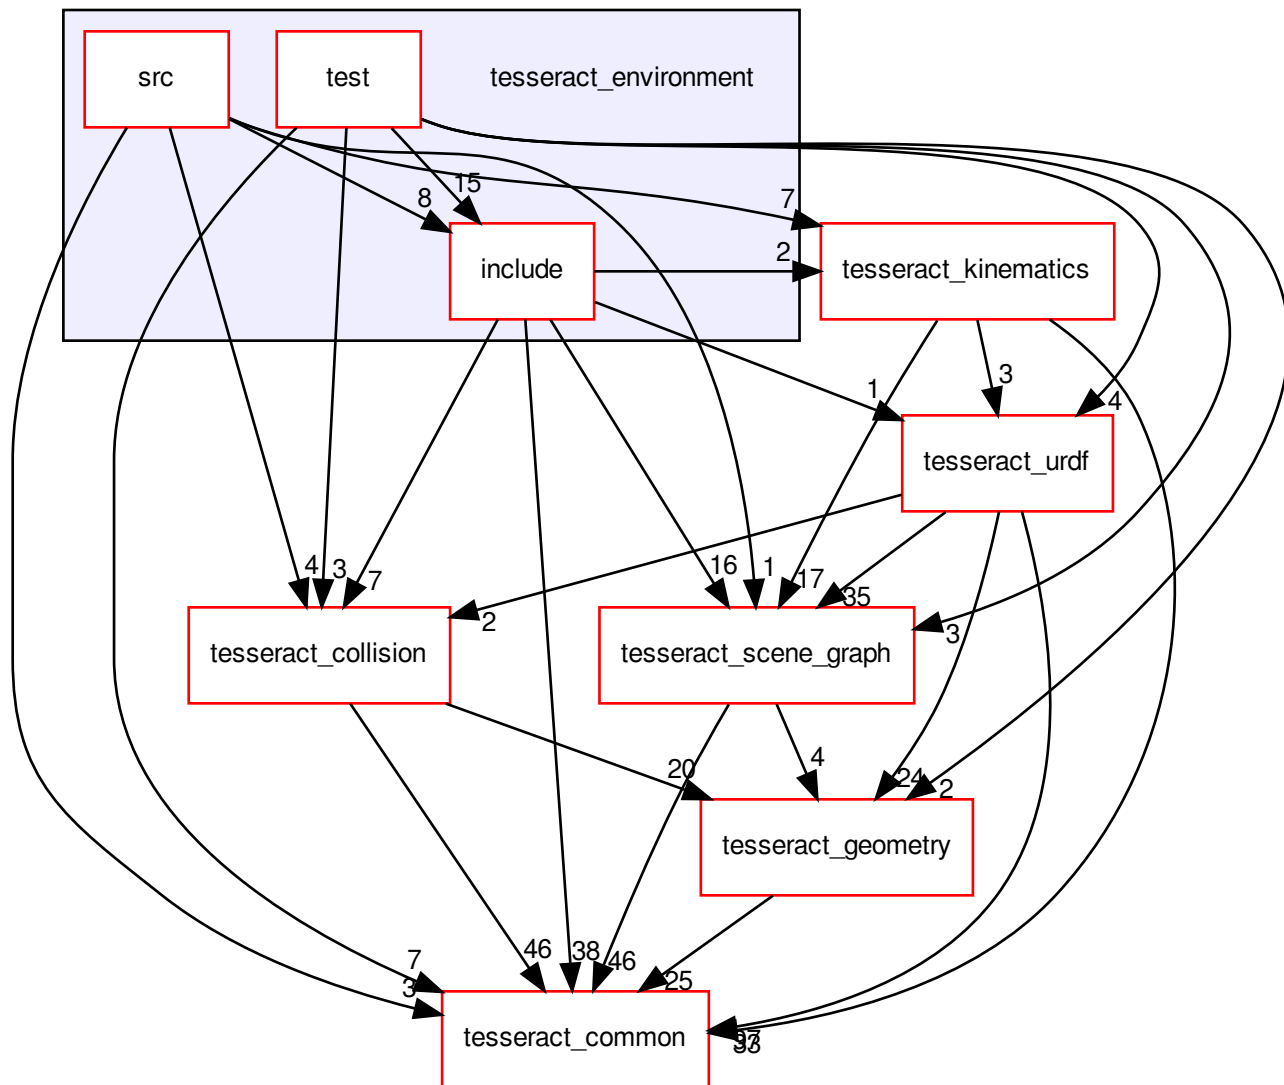 src
test
tesseract_environment
15
8
7
include
2
tesseract_kinematics
3
1
4
tesseract_urdf
4
3
7
16
1
17
35
2
3
tesseract_collision
tesseract_scene_graph
20
4
24
2
tesseract_geometry
7
3
46
38
46
25
tesseract_common